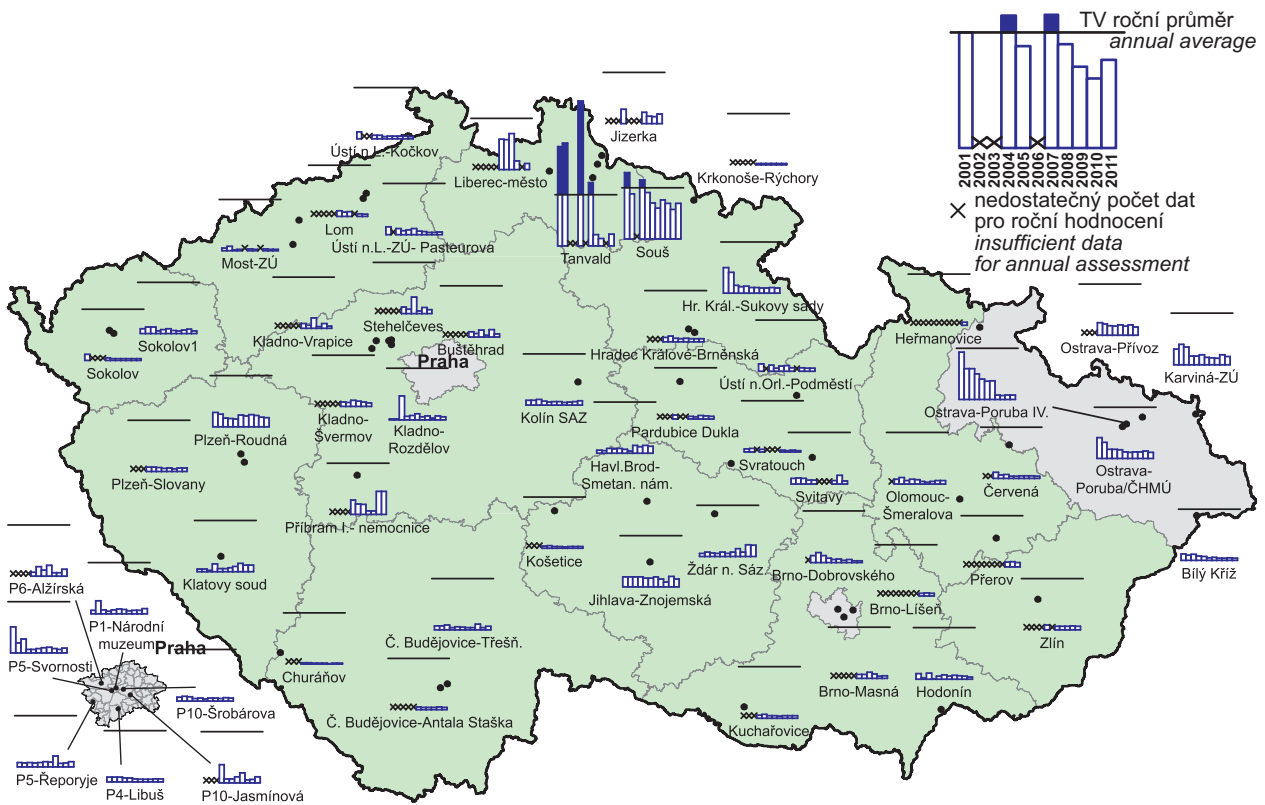 TV roční průměr
annual average
2001
2002
2003
2004
2005
2006
2007
2008
2009
2010
2011
× nedostatečný počet dat
pro roční hodnocení
insufficient data
for annual assessment
Jizerka
Ústí n.L.-Kočkov
Liberec-město
Krkonoše-Rýchory
Lom
Ústí n.L.-ZÚ- Pasteurova
Most-ZÚ
Tanvald
Souš
Hr. Král.-Sukovy sady
Sokolov1
Sokolov
Kladno-Vrapice
Stehelčeves
Buštěhrad
Praha
Hradec Králové-Brněnská
Ústí n.Orl.-Podměstí
Heřmanovice
Ostrava-Přívoz
Karviná-ZÚ
Ostrava-Poruba IV.
Plzeň-Roudná
Kladno-
Švermov
Kladno-
Rozdělov
Kolín SAZ
Pardubice Dukla
Plzeň-Slovany
Havl.Brod-
Smetan. nám.
Svratouch
Svitavy
Olomouc-
Šmeralova
Červená
Ostrava-
Poruba/ČHMÚ
Příbram I.- nemocnice
Klatovy soud
Košetice
Jihlava-Znojemská
Ždár n. Sáz.
Brno-Dobrovského
Brno-Líšeň
Přerov
Bílý Kříž
P6-Alžírská
P1-Národní
muzeum
P5-Svornosti
Praha
Č. Budějovice-Třešň.
Zlín
Churáňov
P10-Šrobárova
Č. Budějovice-Antala Staška
Brno-Masná
Hodonín
Kuchařovice
P5-Řeporyje
P4-Libuš
P10-Jasmínová